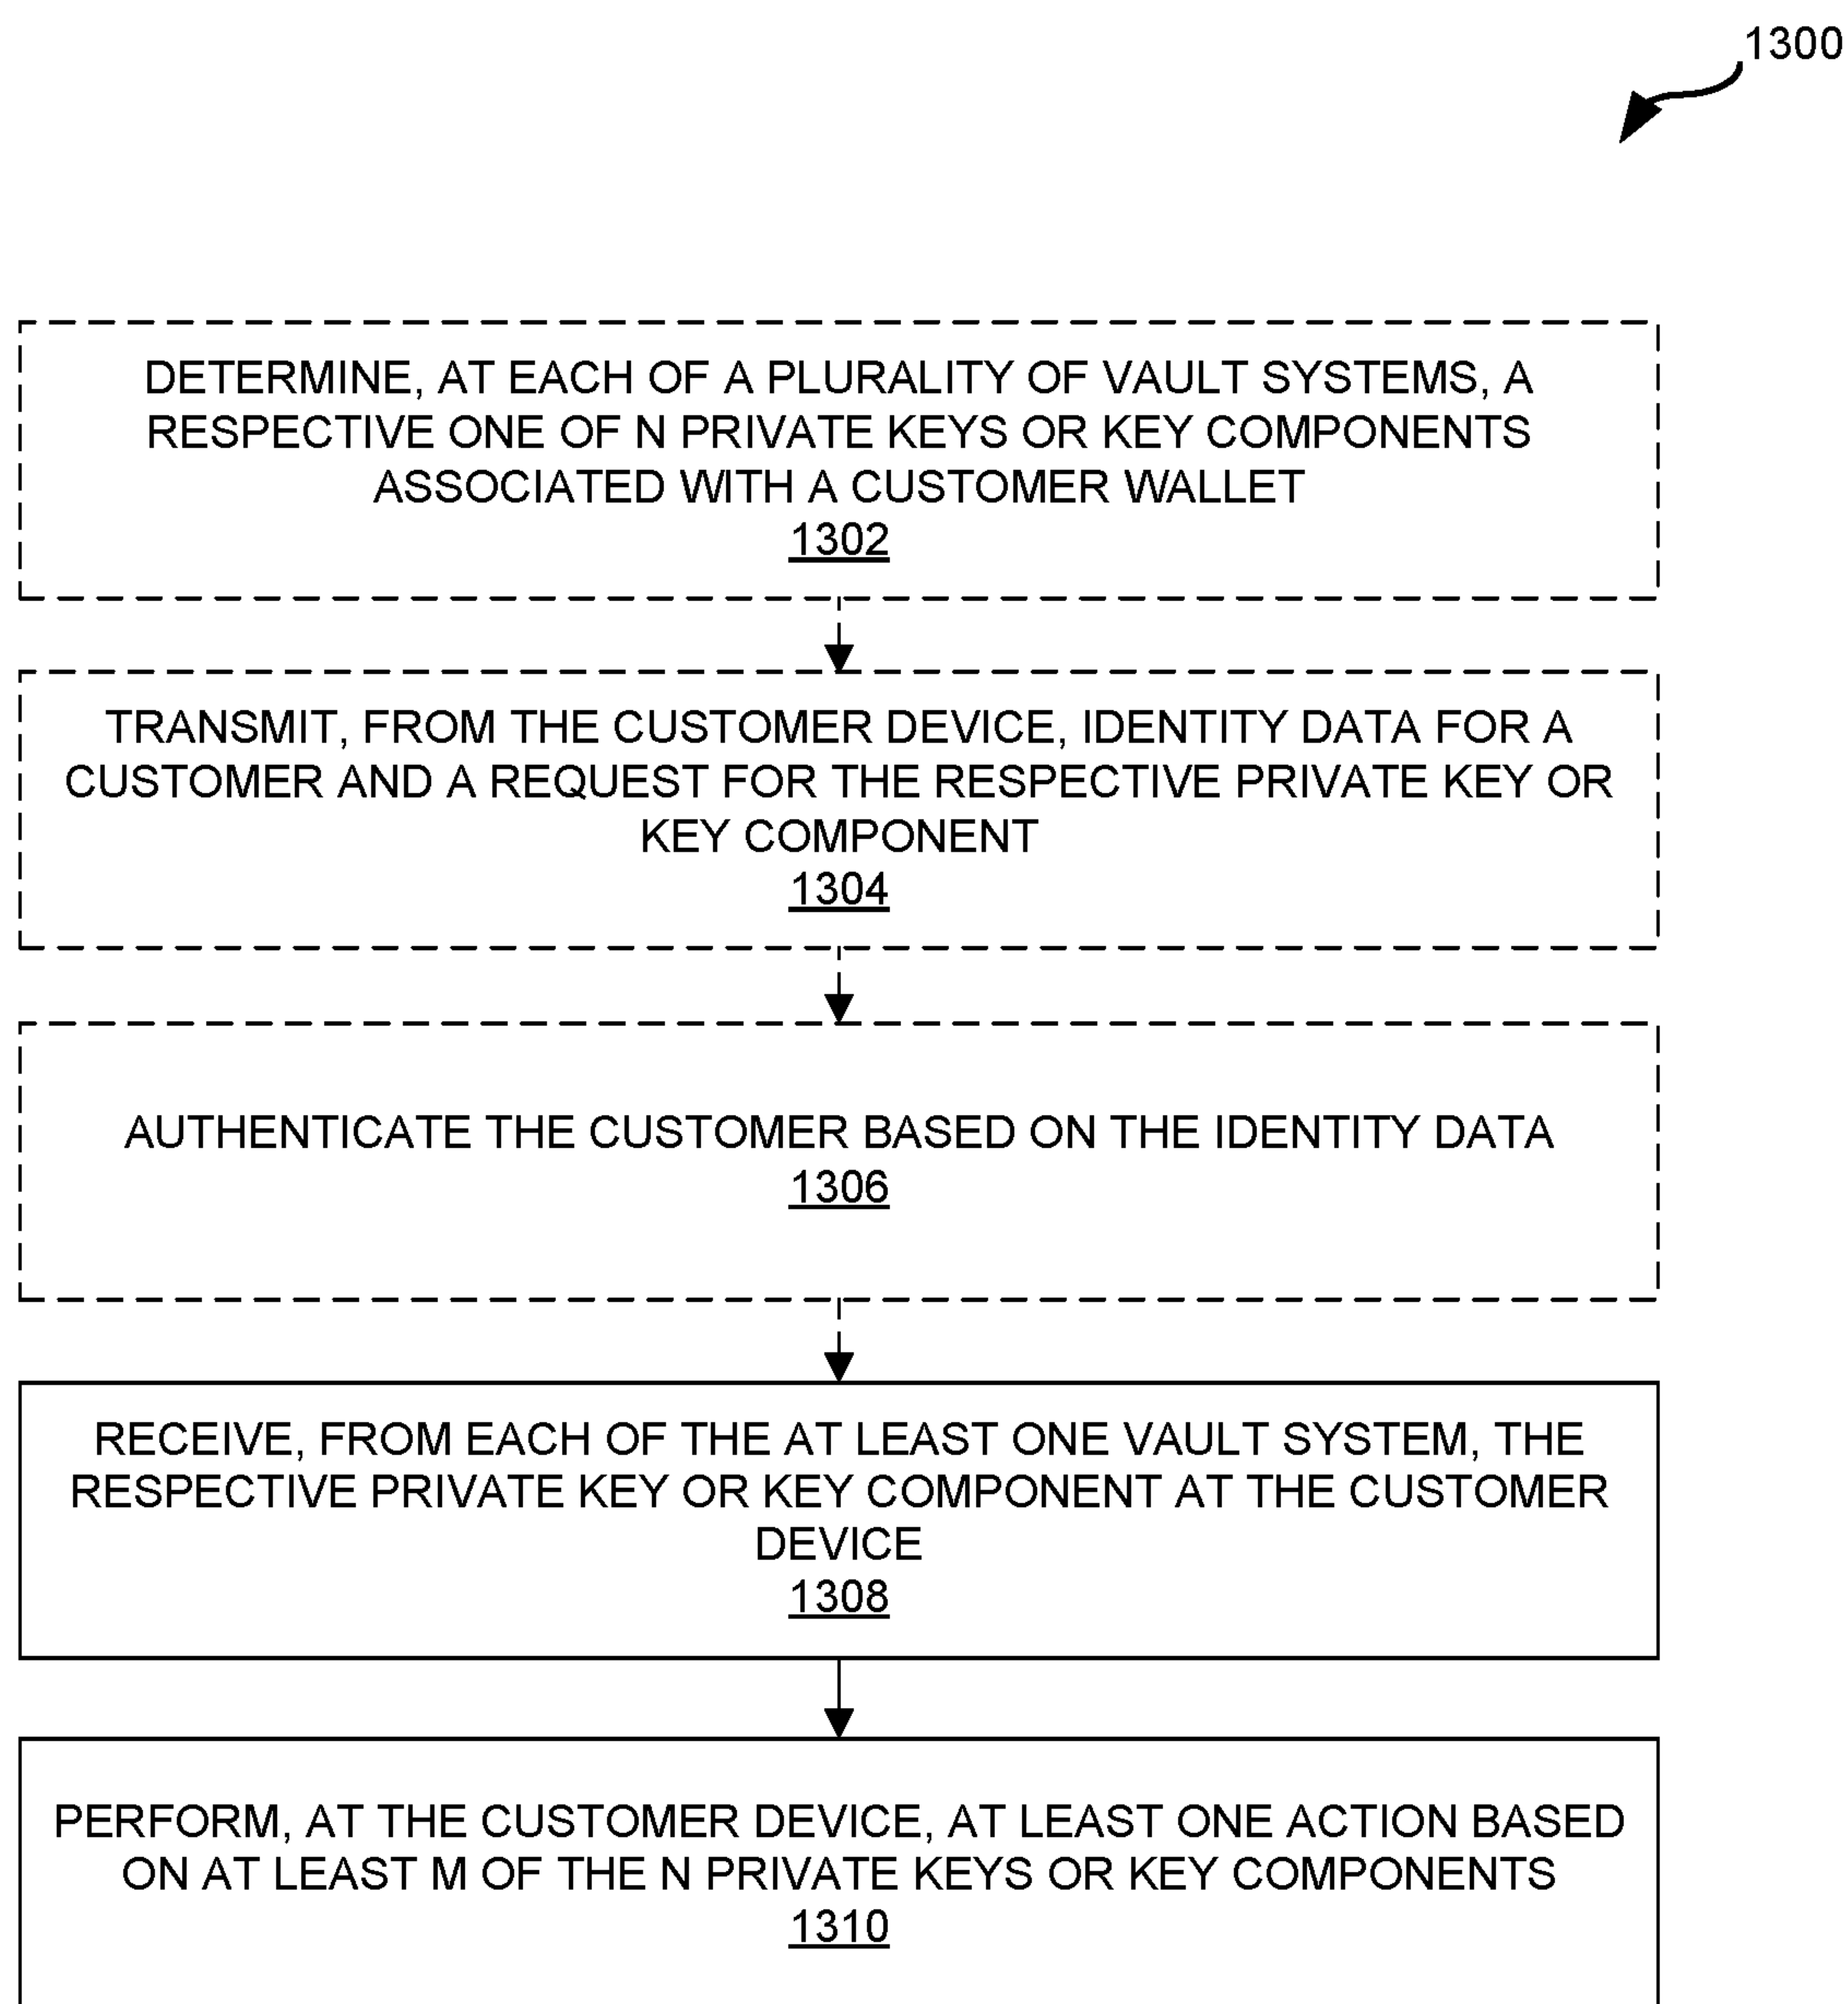 1300
DETERMINE, AT EACH OF A PLURALITY OF VAULT SYSTEMS, A
RESPECTIVE ONE OF N PRIVATE KEYS OR KEY COMPONENTS
ASSOCIATED WITH A CUSTOMER WALLET
1302
TRANSMIT, FROM THE CUSTOMER DEVICE, IDENTITY DATA FOR A
CUSTOMER AND A REQUEST FOR THE RESPECTIVE PRIVATE KEY OR
KEY COMPONENT
1304
AUTHENTICATE THE CUSTOMER BASED ON THE IDENTITY DATA
1306
RECEIVE, FROM EACH OF THE AT LEAST ONE VAULT SYSTEM, THE
RESPECTIVE PRIVATE KEY OR KEY COMPONENT AT THE CUSTOMER
DEVICE
1308
PERFORM, AT THE CUSTOMER DEVICE, AT LEAST ONE ACTION BASED
ON AT LEAST M OF THE N PRIVATE KEYS OR KEY COMPONENTS
1310